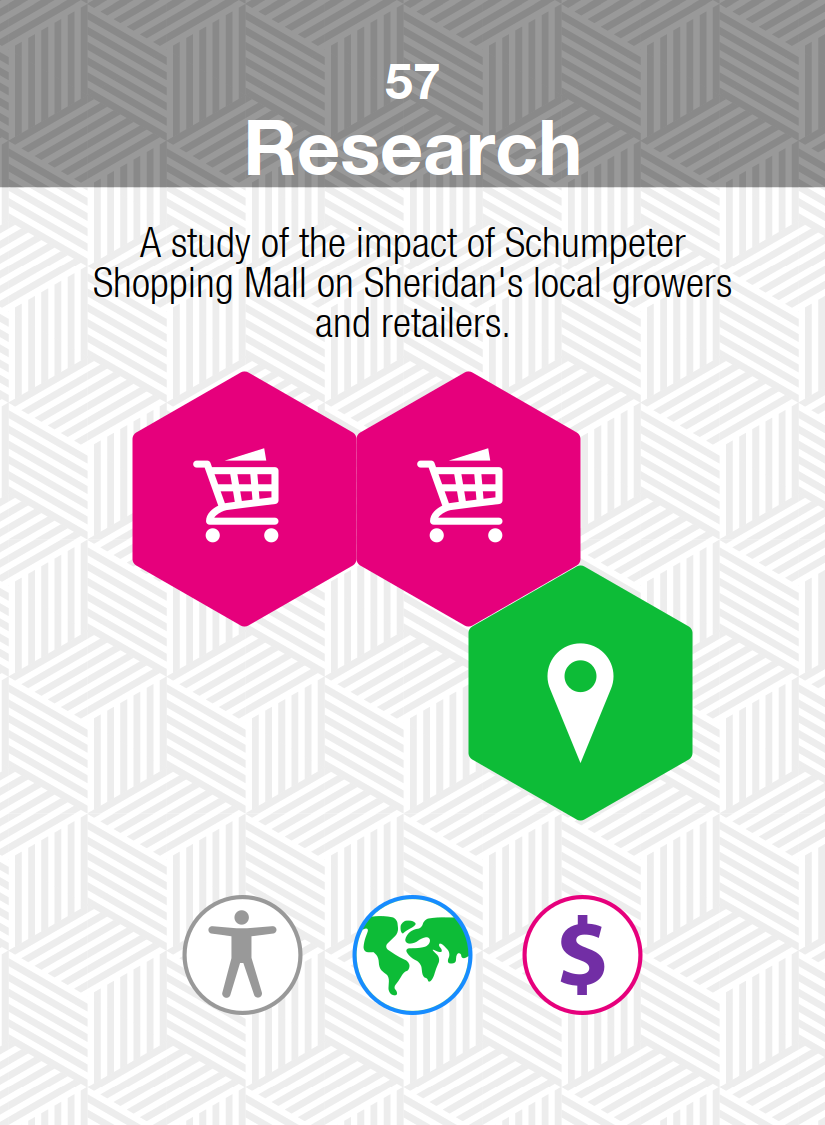 57
Research
A study of the impact of Schumpeter
Shopping Mall on Sheridan's local growers
and retailers.
$